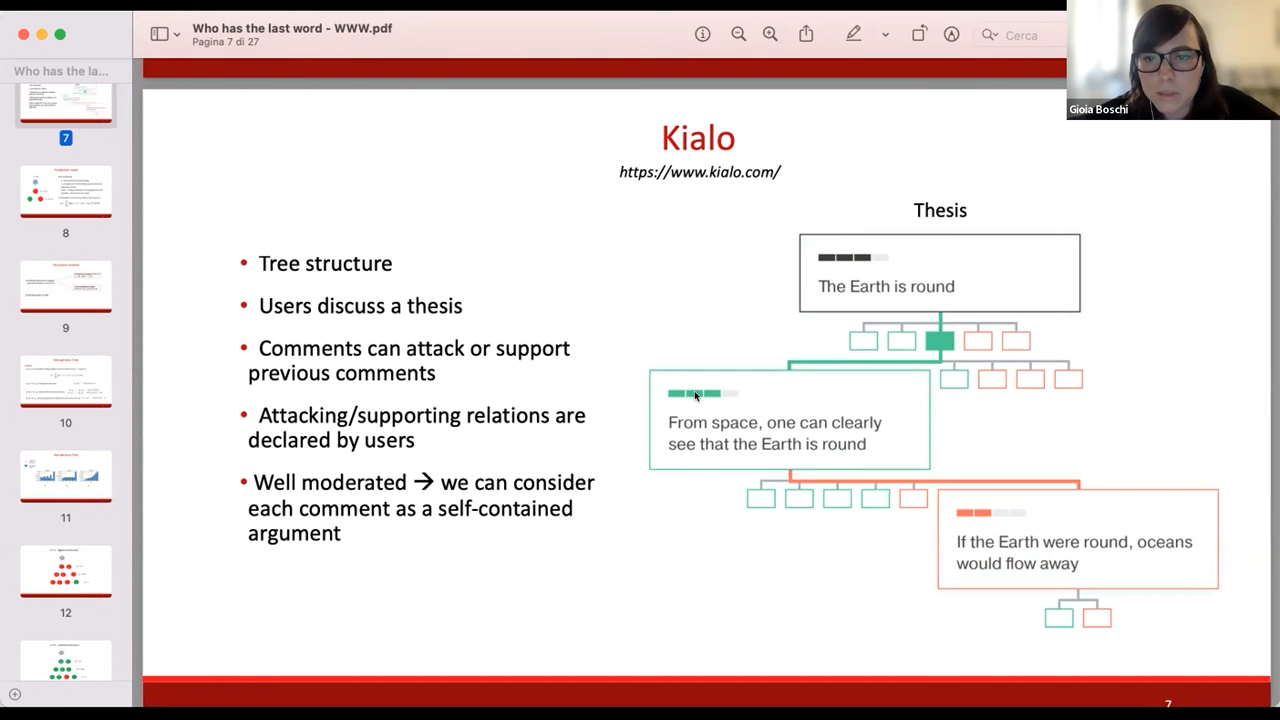 Who has the last word - WWW.pdf
Pagina 7 di 27
Cerca
Gioia Boschi
Who has the la...
7
8
9
10
11
12
Kialo
https://www.kialo.com/
• Tree structure
• Users discuss a thesis
• Comments can attack or support
previous comments
• Attacking/supporting relations are
declared by users
• Well moderated → we can consider
each comment as a self-contained
argument
Thesis
The Earth is round
From space, one can clearly
see that the Earth is round
If the Earth were round, oceans
would flow away
7